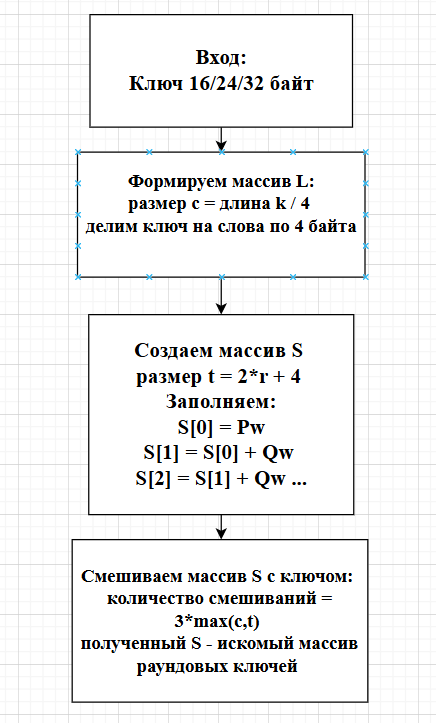 Вход:
Ключ 16/24/32 байт
Формируем массив L:
размер c = длина k / 4
делим ключ на слова по 4 байта
Создаем массив S
размер t = 2*r + 4
Заполняем:
S[0] = Pw
S[1] = S[0] + Qw
S[2] = S[1] + Qw ...
Смешиваем массив S с ключом:
количество смешиваний =
3*max(c,t)
полученный S - искомый массив
раундовых ключей